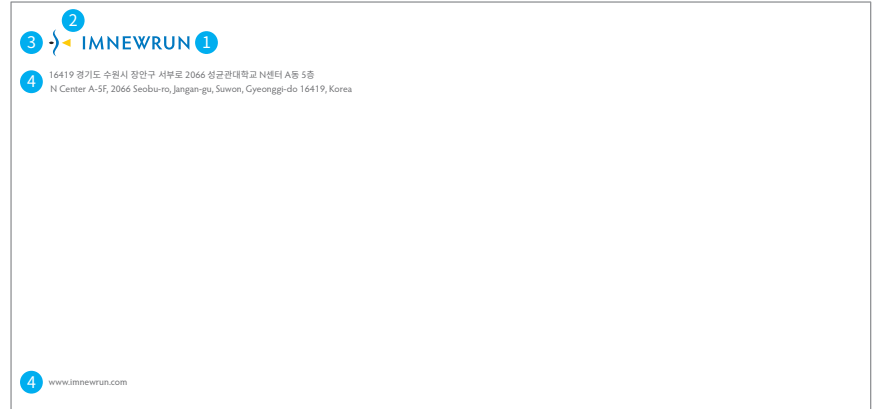 2
3 IMNEWRUN 1
4 16419 경기도 수원시 장안구 서부로 2066 성균관대학교 N센터 A동 5층
N Center A-5F, 2066 Seobu-ro, Jangan-gu, Suwon, Gyeonggi-do 16419, Korea
4 www.imnewrun.com